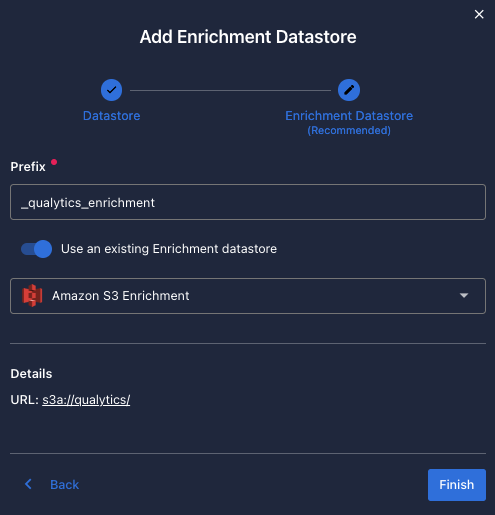 Add Enrichment Datastore
Datastore
Enrichment Datastore
(Recommended)
Prefix
_qualytics_enrichment
Use an existing Enrichment datastore
Amazon S3 Enrichment
Details
URL: s3a://qualytics/
Back
Finish